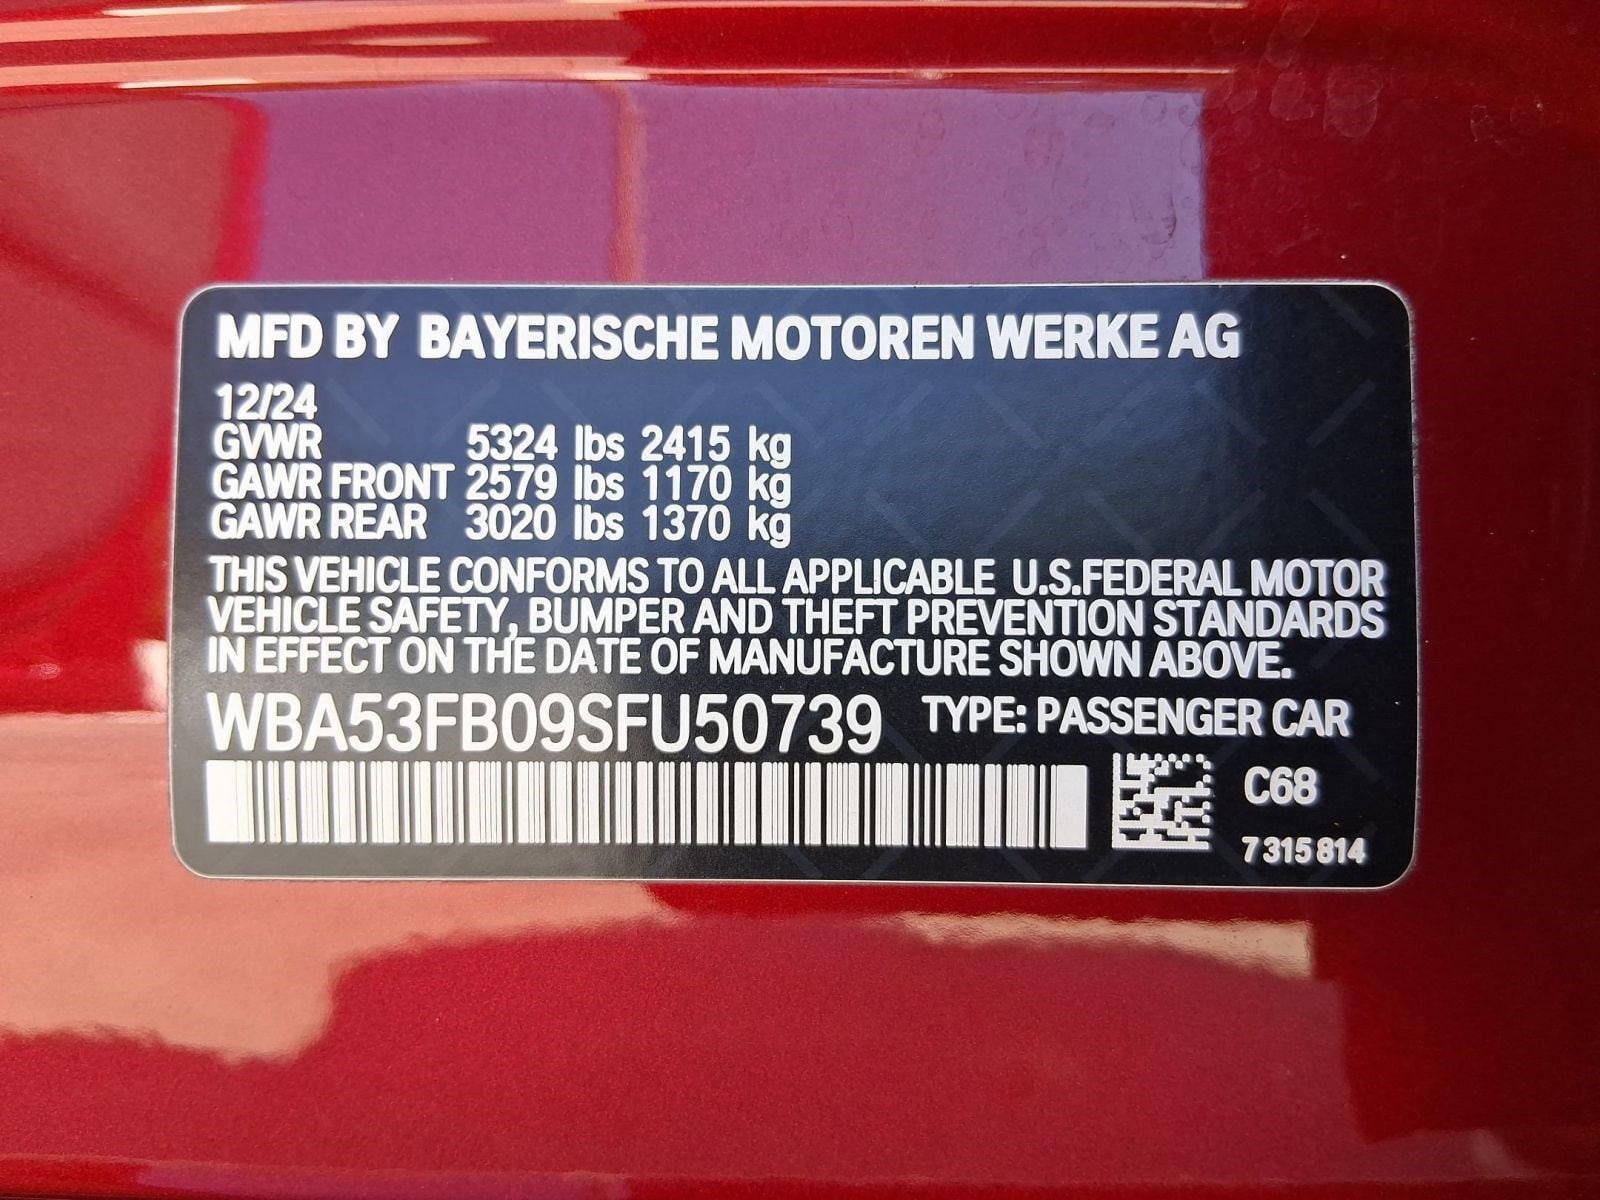 MFD BY BAYERISCHE MOTOREN WERKE AG
12/24
GVWR 5324 lbs 2415 kg
GAWR FRONT 2579 lbs 1170 kg
GAWR REAR 3020 lbs 1370 kg
THIS VEHICLE CONFORMS TO ALL APPLICABLE U.S.FEDERAL MOTOR
VEHICLE SAFETY, BUMPER AND THEFT PREVENTION STANDARDS
IN EFFECT ON THE DATE OF MANUFACTURE SHOWN ABOVE.
WBA53FB09SFU50739 TYPE: PASSENGER CAR
C68
7 315 814